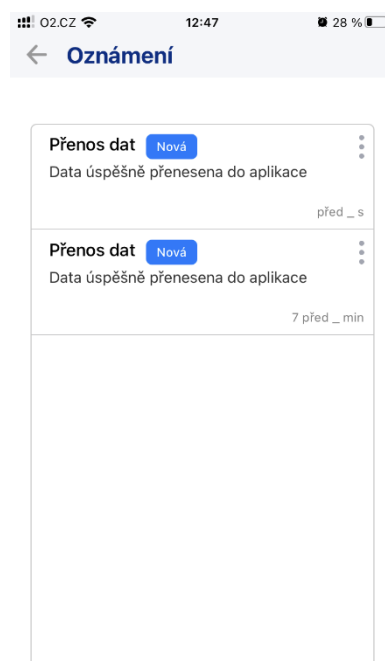 O2.CZ 12:47 28 %
Oznámení
Přenos dat Nová
Data úspěšně přenesena do aplikace
před _ s
Přenos dat Nová
Data úspěšně přenesena do aplikace
7 před _ min